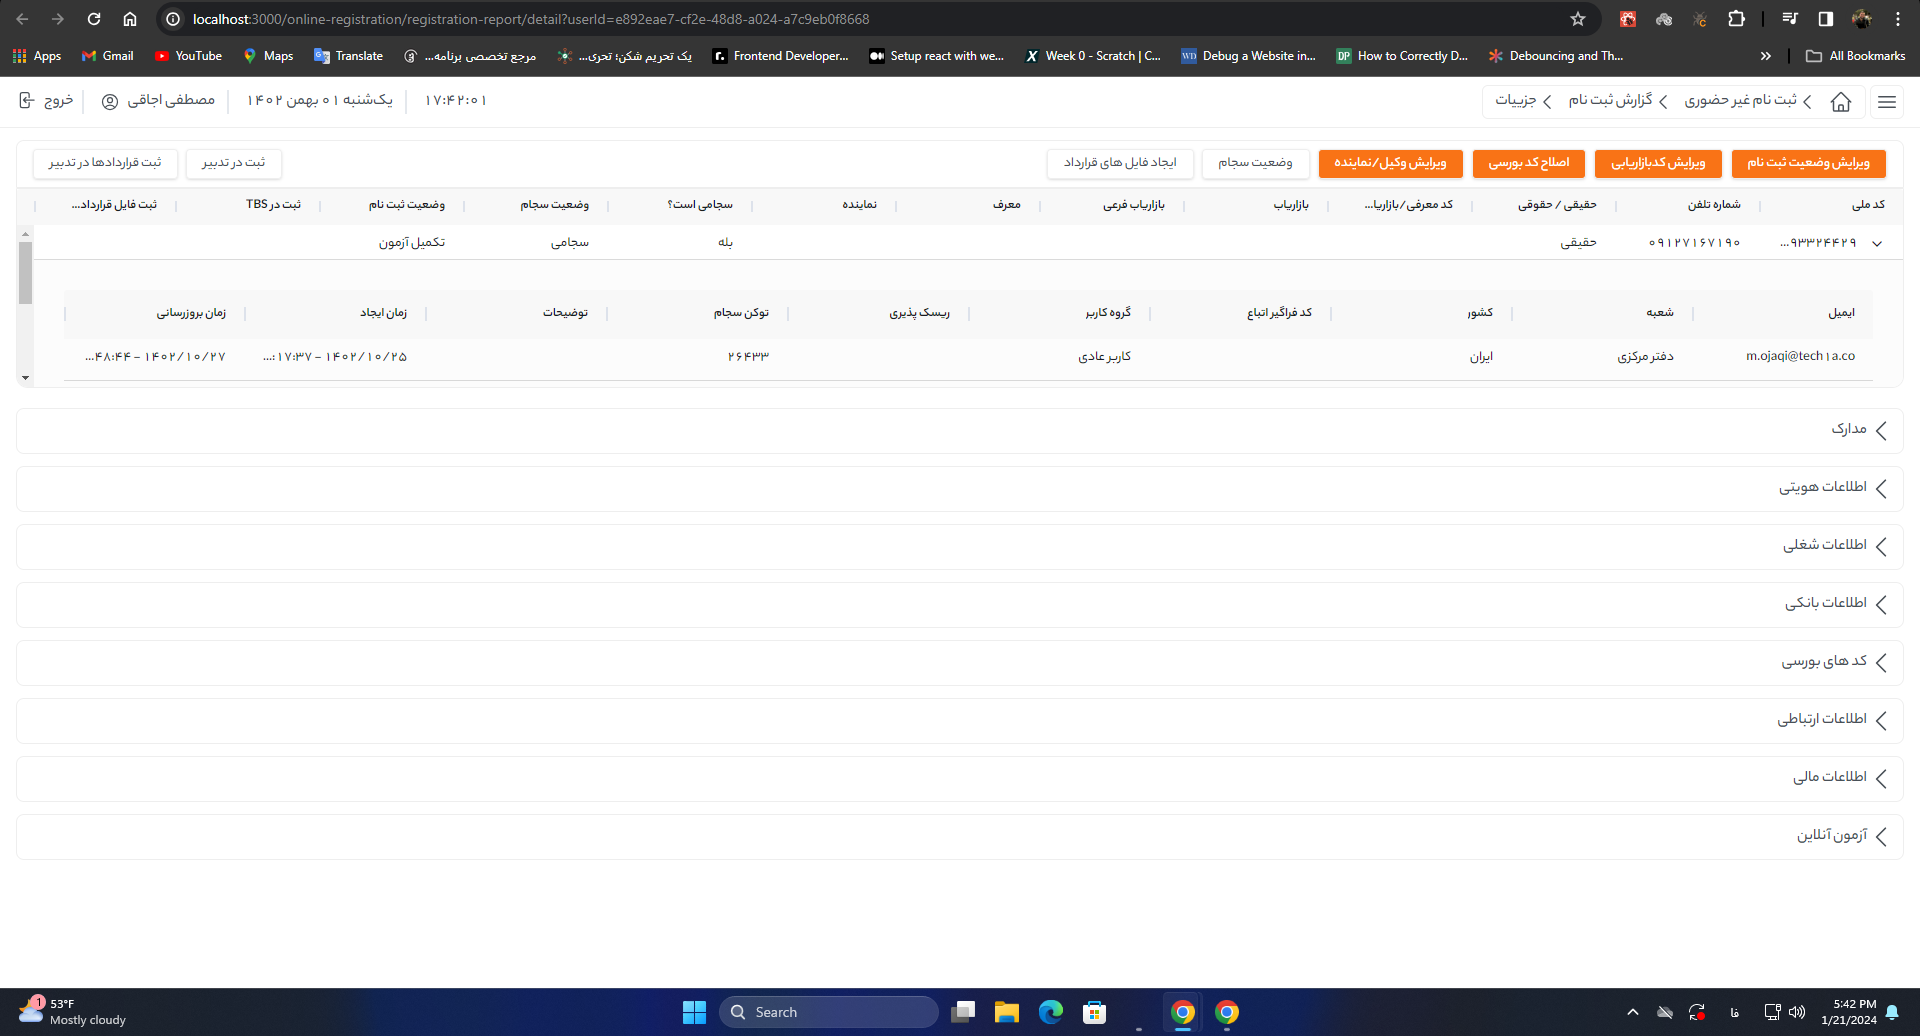 localhost:3000/online-registration/registration-report/detail?userId=e892eae7-cf2e-48d8-a024-a7c9eb0f8668
Apps Gmail YouTube Maps Translate مرجع تخصصی برنامه... یک تحریم شکن؛ تحری... Frontend Developer... Setup react with we... Week 0 - Scratch | C... Debug a Website in... How to Correctly D... Debouncing and Th... » All Bookmarks
ثبت نام غیر حضوری گزارش ثبت نام جزییات ۱۷:۴۲:۰۱ یک‌شنبه ۰۱ بهمن ۱۴۰۲ مصطفی اجاقی خروج
ویرایش وضعیت ثبت نام ویرایش کدبازاریابی اصلاح کد بورسی ویرایش وکیل/نماینده وضعیت سجام ایجاد فایل های قرارداد ثبت در تدبیر ثبت قراردادها در تدبیر
کد ملی شماره تلفن حقیقی / حقوقی کد معرفی/بازاریا... بازاریاب بازاریاب فرعی معرف نماینده سجامی است؟ وضعیت سجام وضعیت ثبت نام ثبت در TBS ثبت فایل قرارداد...
۹۳۳۲۴۴۲۹... ۰۹۱۲۷۱۶۷۱۹۰ حقیقی بله سجامی تکمیل آزمون
ایمیل شعبه کشور کد فراگیر اتباع گروه کاربر ریسک پذیری توکن سجام توضیحات زمان ایجاد زمان بروزرسانی
m.ojaqi@tech۱a.co دفتر مرکزی ایران کاربر عادی ۲۶۴۳۳ ۱۴۰۲/۱۰/۲۵ – ۱۷:۳۷:... ۱۴۰۲/۱۰/۲۷ – ۴۸:۴۴...
مدارک
اطلاعات هویتی
اطلاعات شغلی
اطلاعات بانکی
کد های بورسی
اطلاعات ارتباطی
اطلاعات مالی
آزمون آنلاین
1 53°F
Mostly cloudy
Search
فا
5:42 PM
1/21/2024